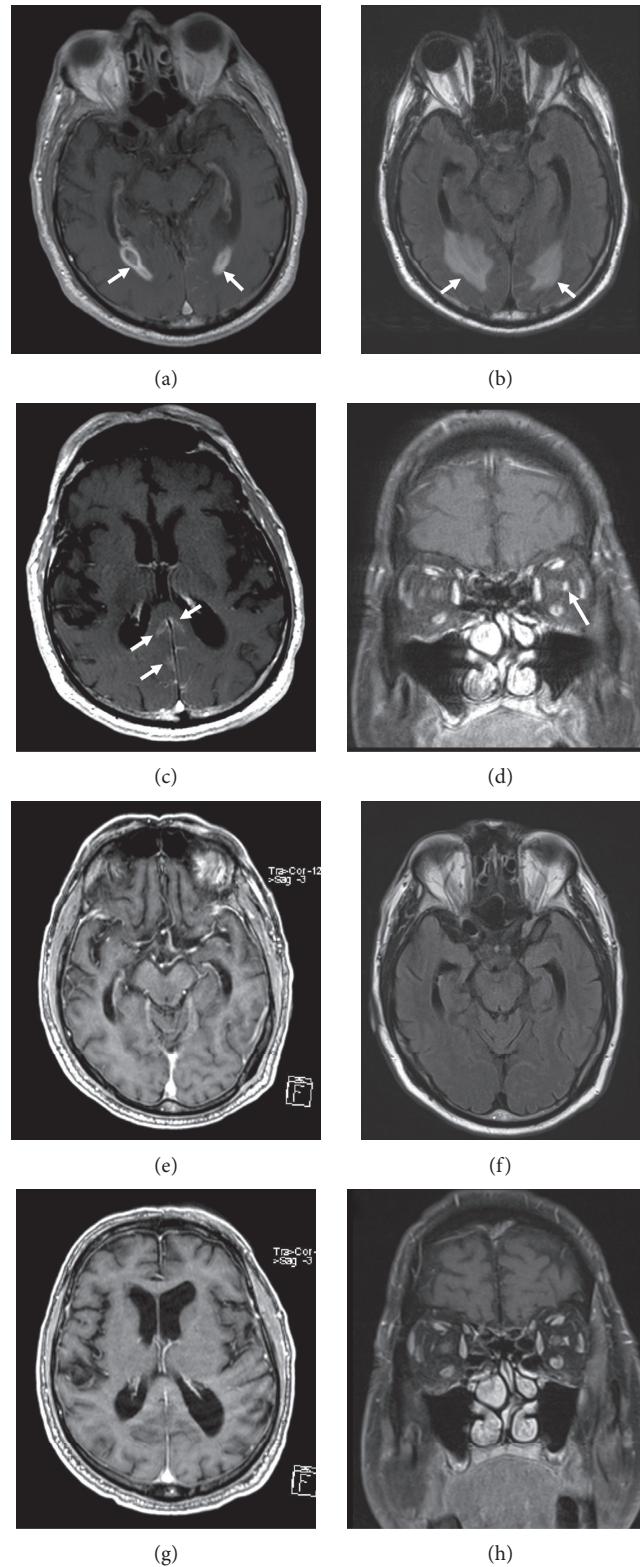 (a)
(b)
(c)
(d)
Tra>Cor-12
>Sag -3
F
(e)
(f)
Tra>Cor-
>Sag -3
F
(g)
(h)